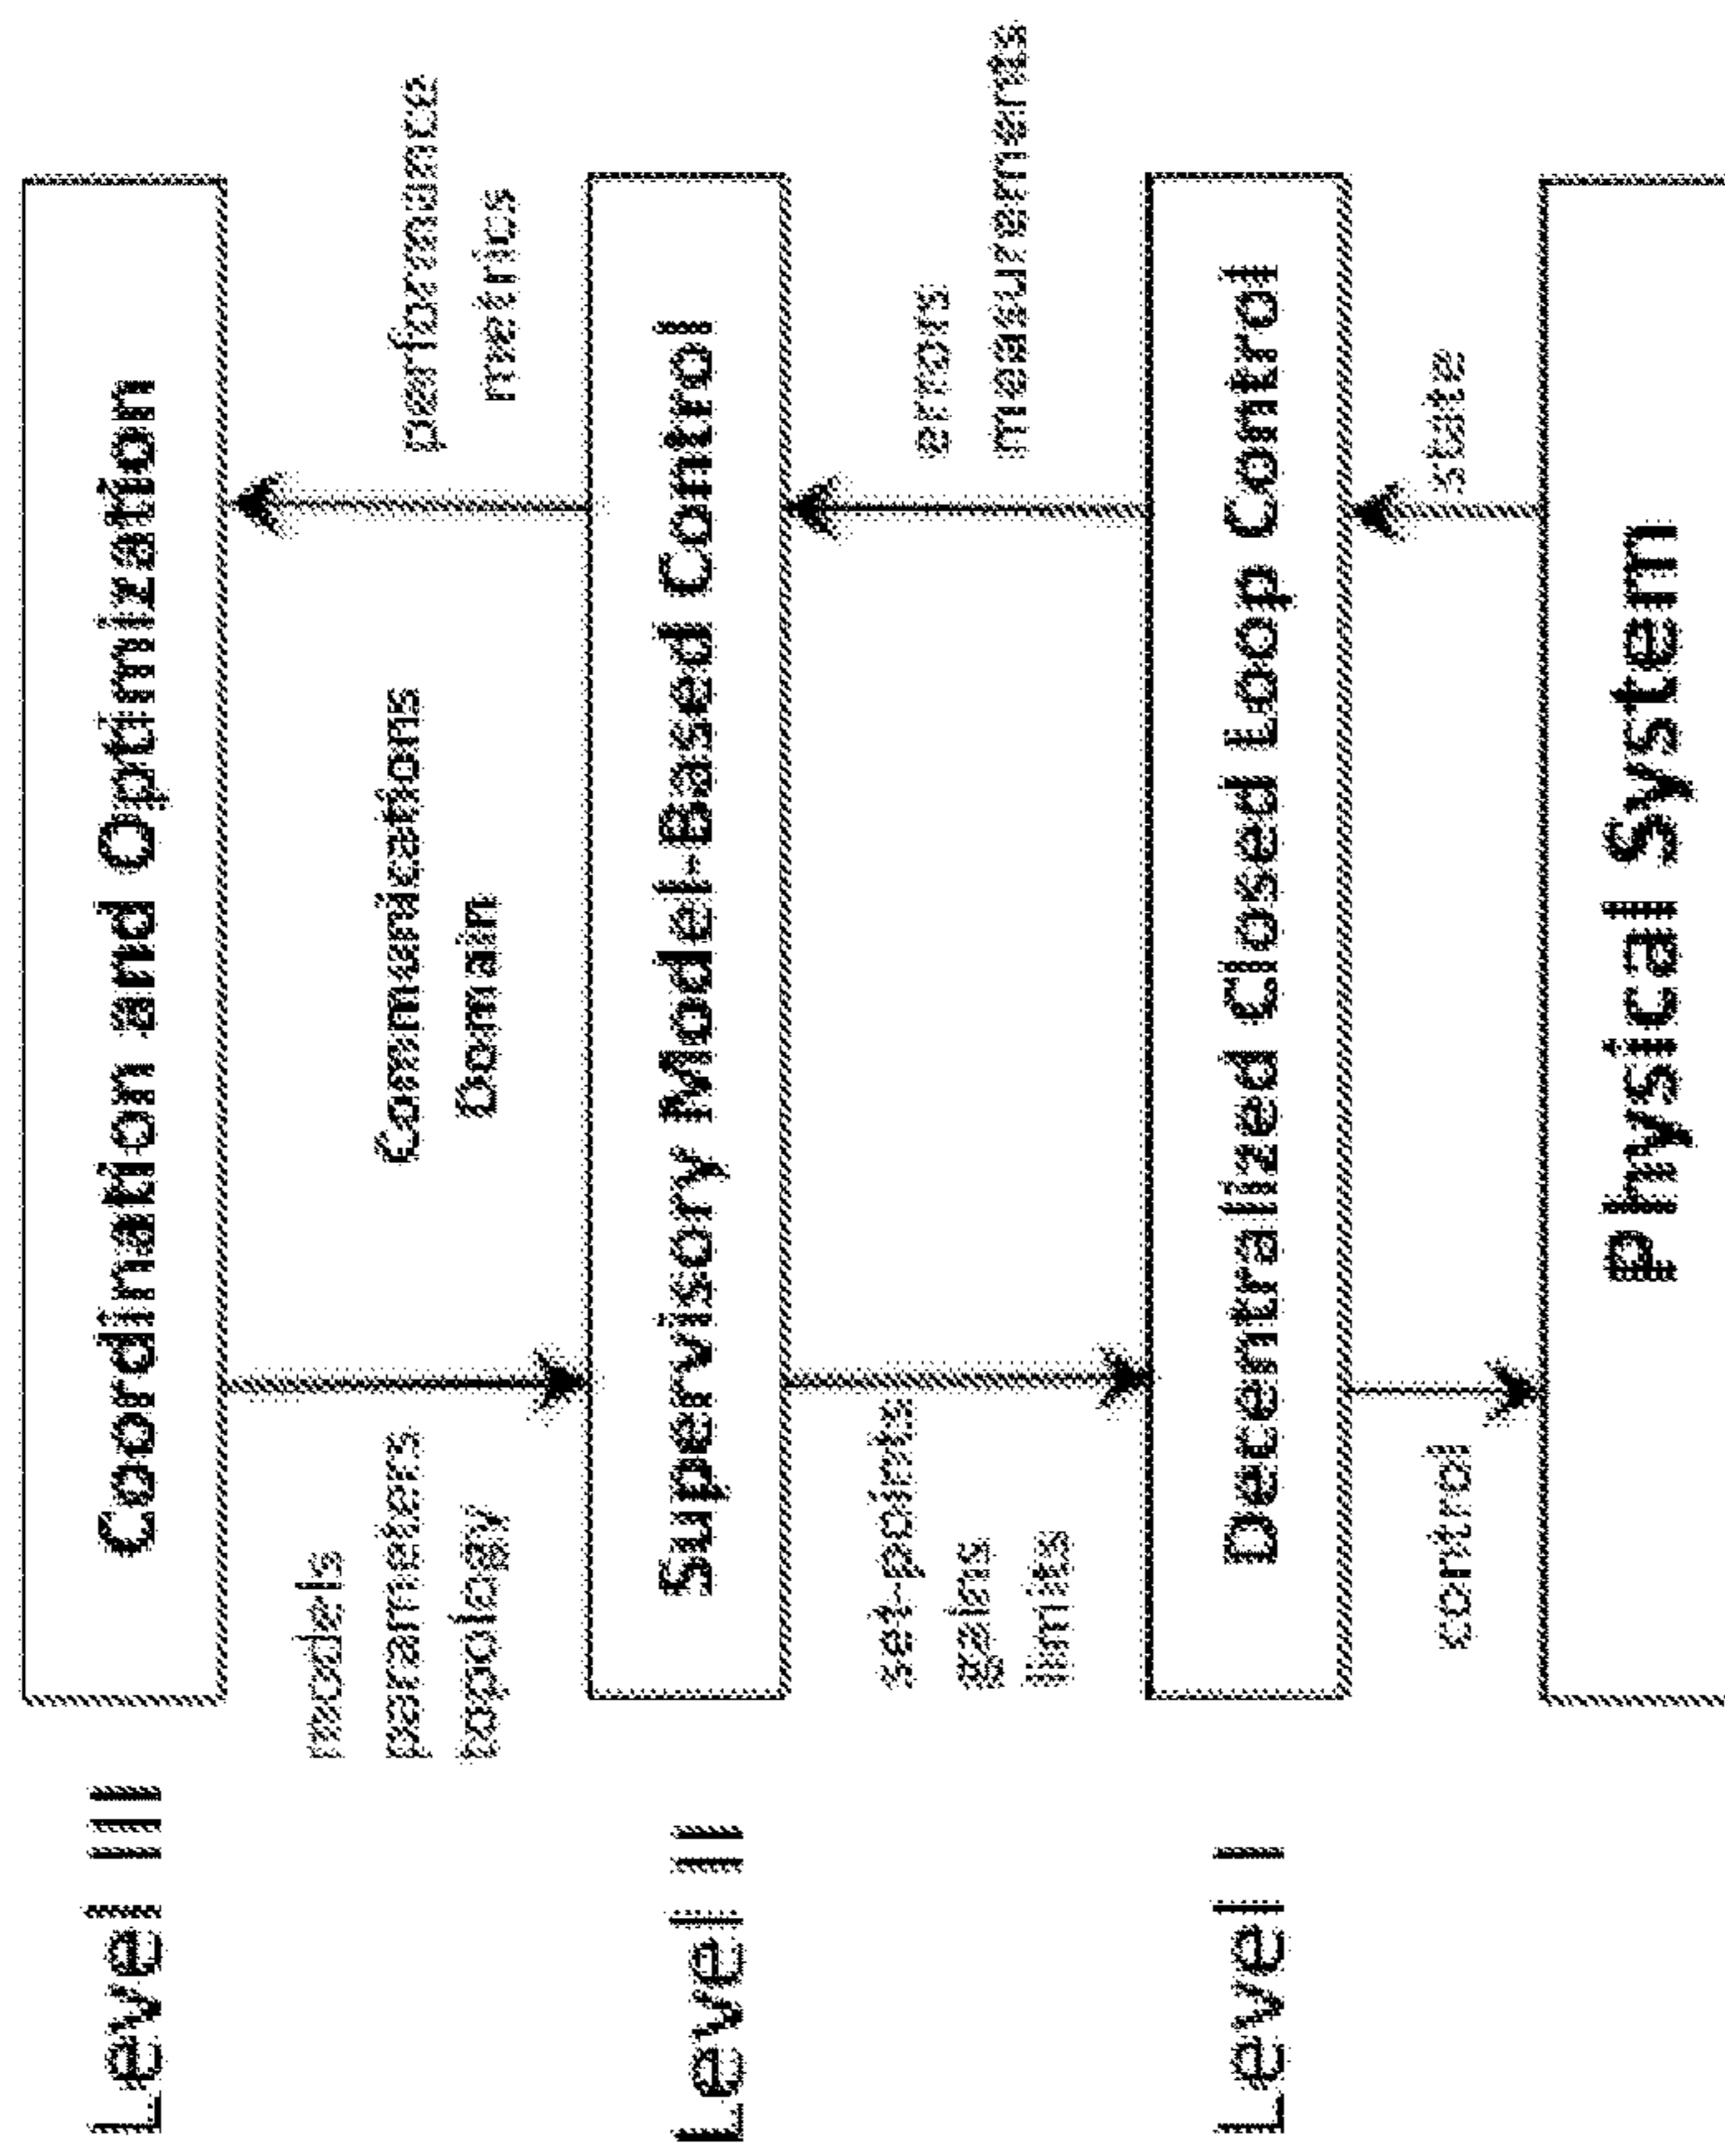 Level III
Coordination and Optimization
models
parameters
topology
Communications
Domain
performance
metrics
Level II
Supervisory Model-Based Control
set-points
gains
limits
errors
measurements
Level I
Decentralized Closed Loop Control
control
state
Physical System